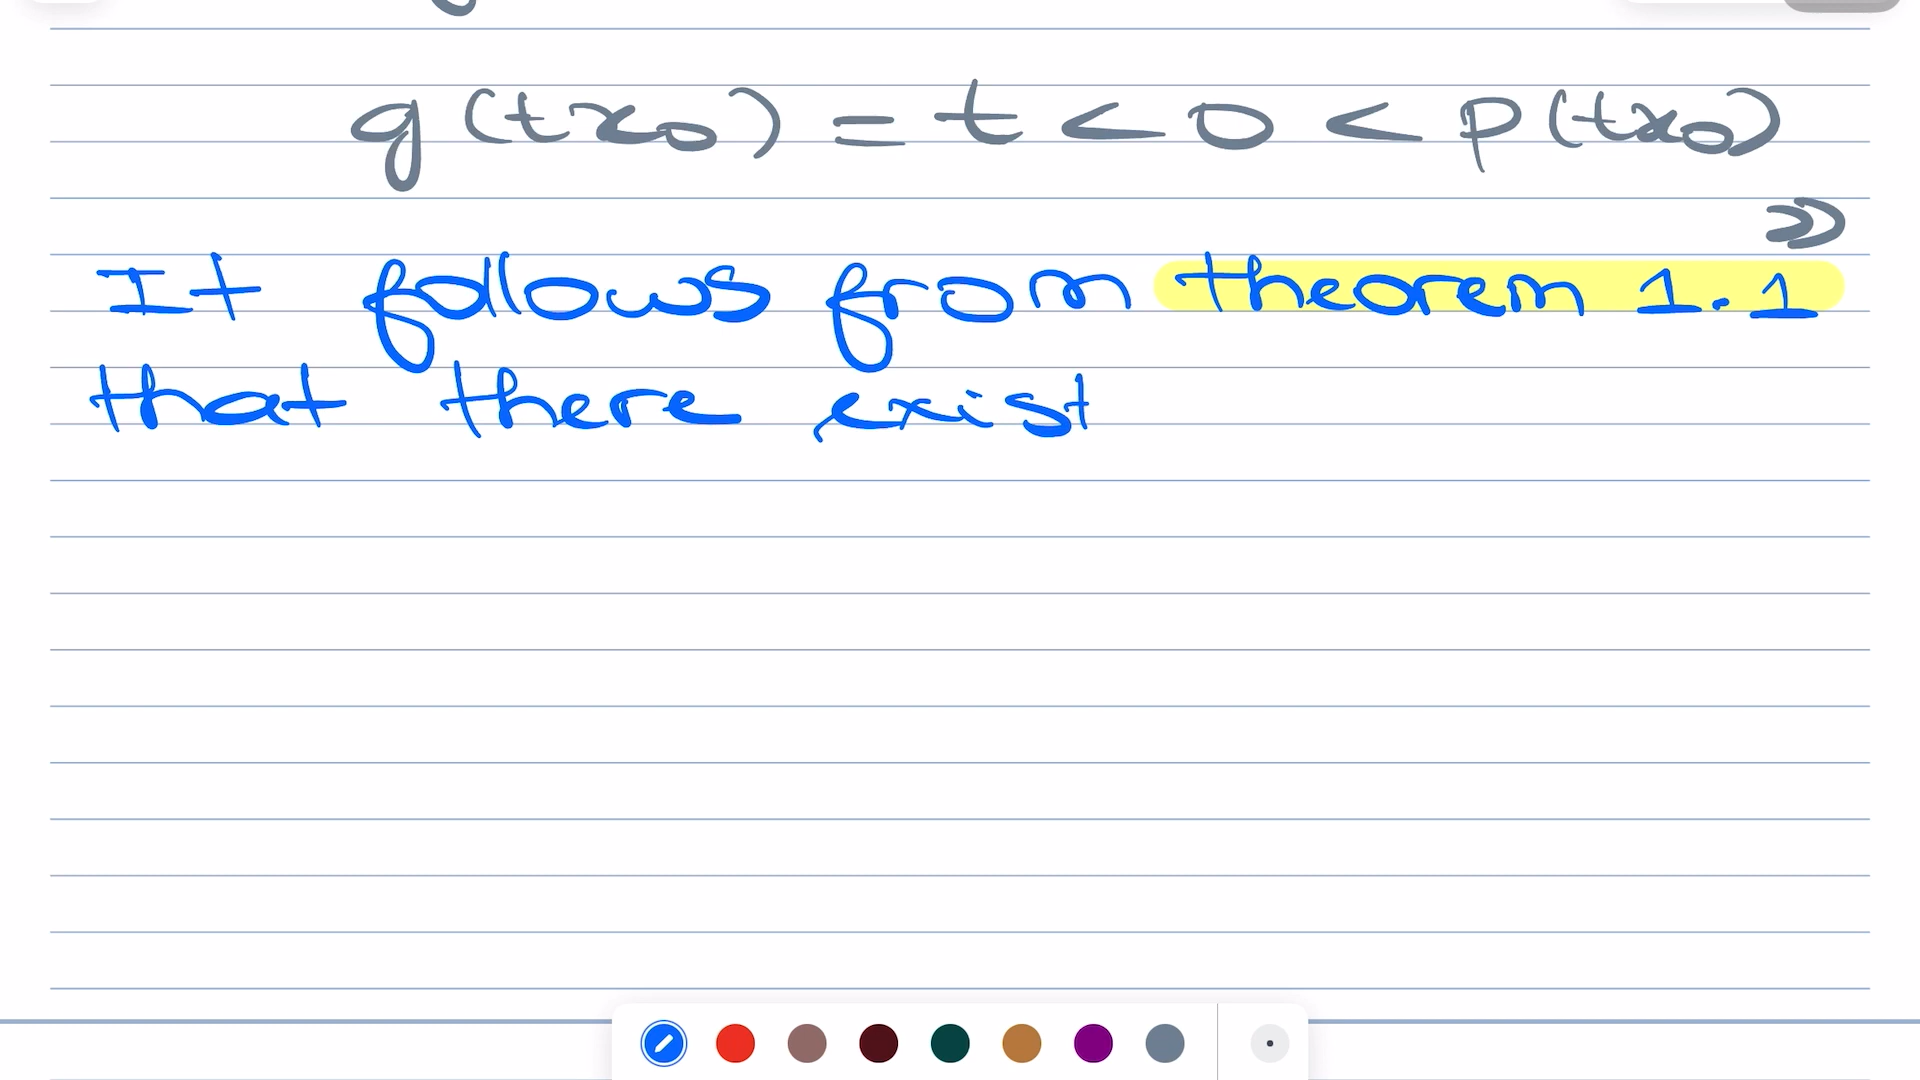 g(tx₀) = t < 0 < p(tx₀)
»
It follows from theorem 1.1
that there exist